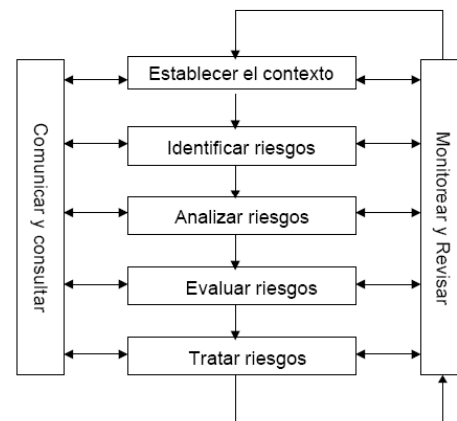 Establecer el contexto
Identificar riesgos
Analizar riesgos
Evaluar riesgos
Tratar riesgos
Comunicar y consultar
Monitorear y Revisar